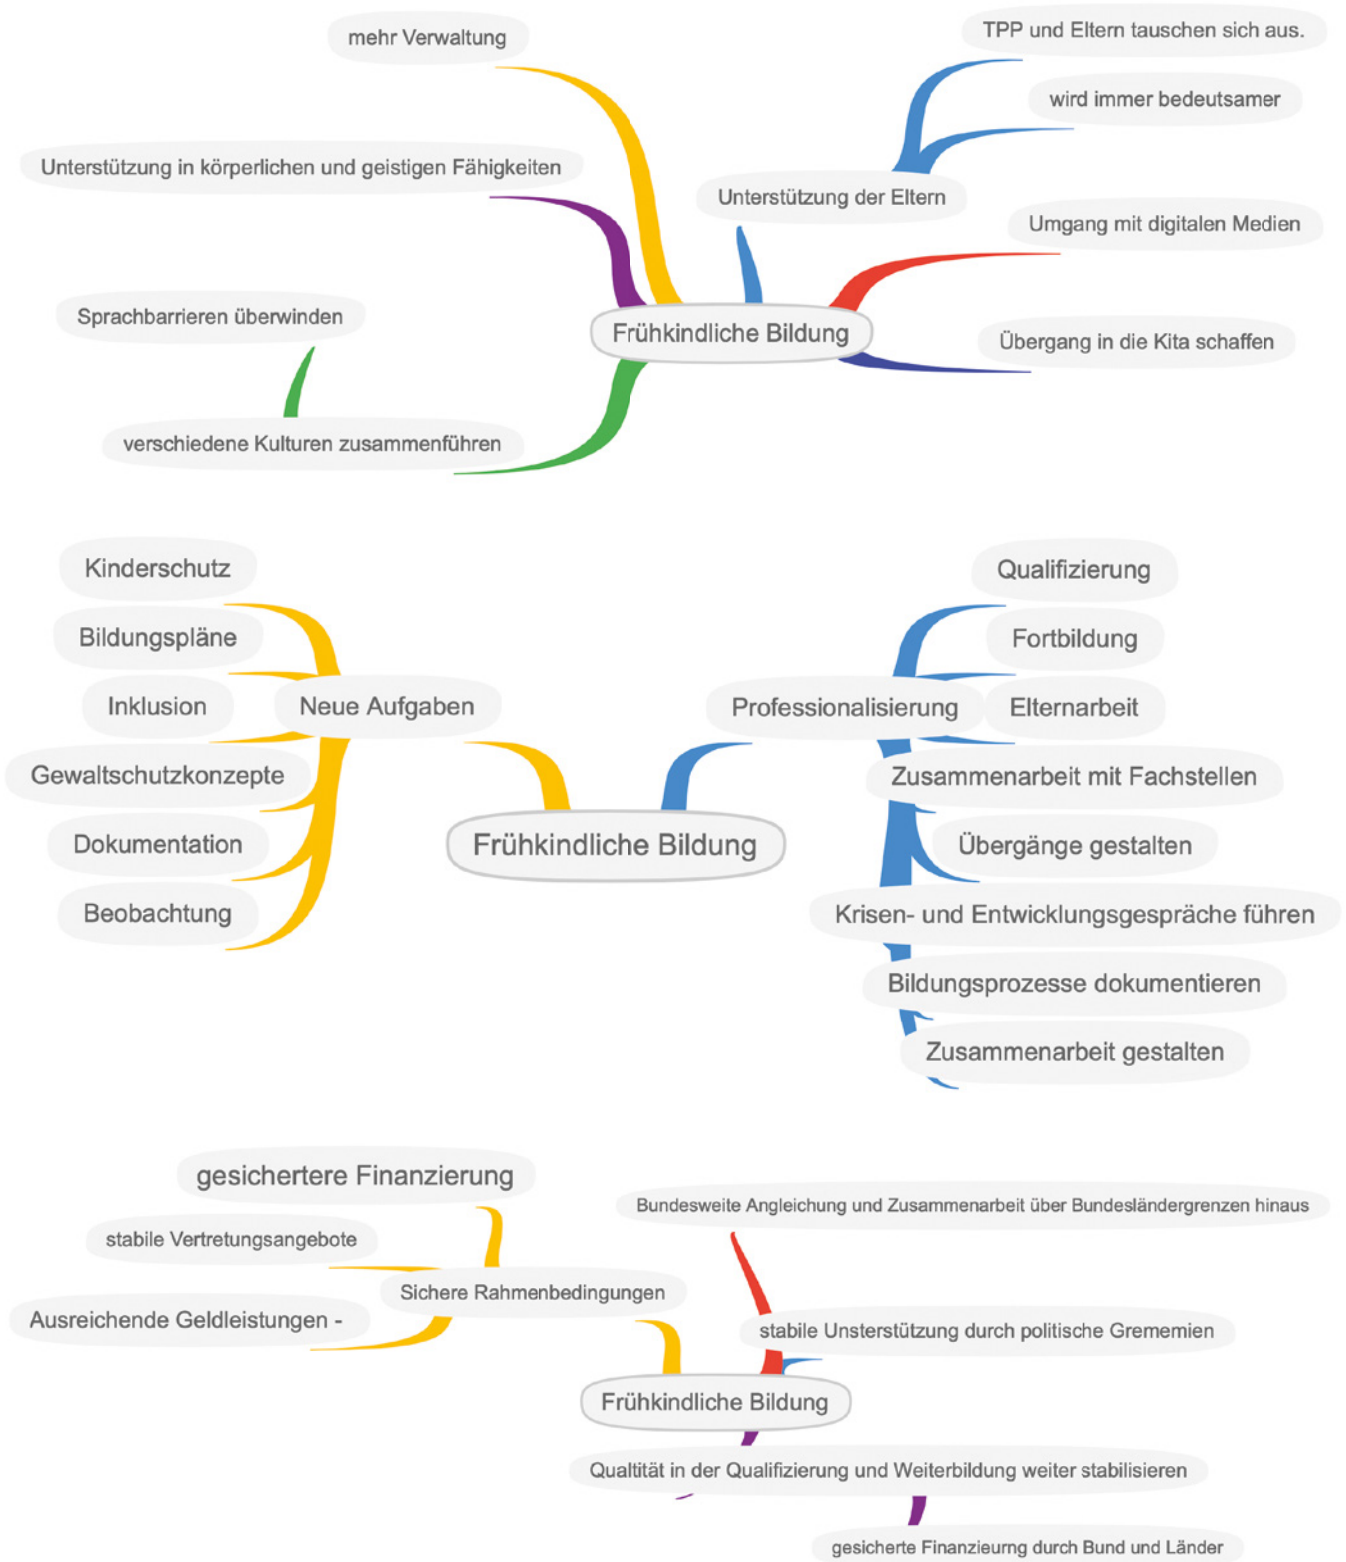 mehr Verwaltung
TPP und Eltern tauschen sich aus.
wird immer bedeutsamer
Unterstützung in körperlichen und geistigen Fähigkeiten
Unterstützung der Eltern
Umgang mit digitalen Medien
Sprachbarrieren überwinden
Frühkindliche Bildung
Übergang in die Kita schaffen
verschiedene Kulturen zusammenführen
Kinderschutz
Bildungspläne
Inklusion
Neue Aufgaben
Gewaltschutzkonzepte
Dokumentation
Beobachtung
Frühkindliche Bildung
Qualifizierung
Fortbildung
Professionalisierung
Elternarbeit
Zusammenarbeit mit Fachstellen
Übergänge gestalten
Krisen- und Entwicklungsgespräche führen
Bildungsprozesse dokumentieren
Zusammenarbeit gestalten
gesichertere Finanzierung
stabile Vertretungsangebote
Sichere Rahmenbedingungen
Ausreichende Geldleistungen -
Bundesweite Angleichung und Zusammenarbeit über Bundesländergrenzen hinaus
stabile Unsterstützung durch politische Grememien
Frühkindliche Bildung
Qualtität in der Qualifizierung und Weiterbildung weiter stabilisieren
gesicherte Finanzieurng durch Bund und Länder